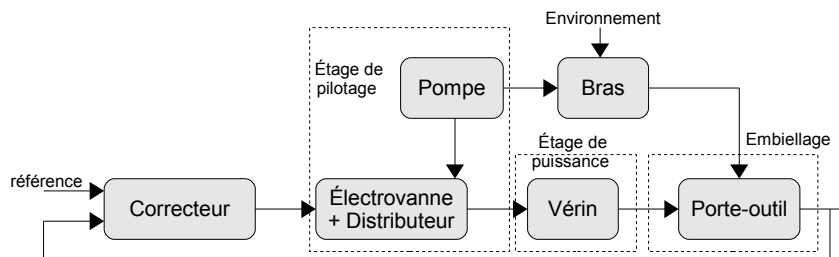 Environnement
Étage de
pilotage
Pompe
Bras
Étage de
puissance
Embiellage
référence
Correcteur
Électrovanne
+ Distributeur
Vérin
Porte-outil